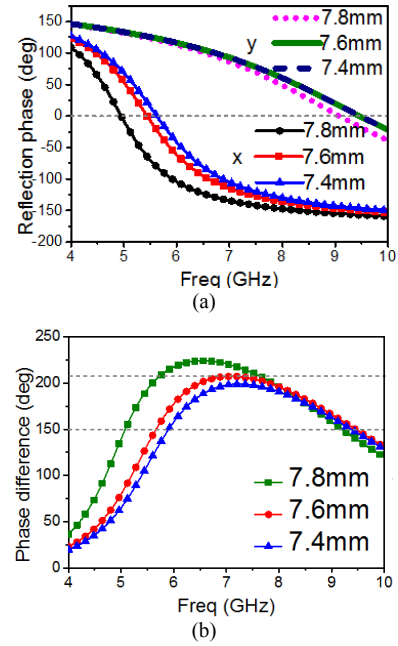 Reflection phase (deg)
150
100
50
0
-50
-100
-150
-200
7.8mm
y 7.6mm
7.4mm
7.8mm
x 7.6mm
7.4mm
4 5 6 7 8 9 10
Freq (GHz)
(a)
Phase difference (deg)
250
200
150
100
50
0
7.8mm
7.6mm
7.4mm
4 5 6 7 8 9 10
Freq (GHz)
(b)